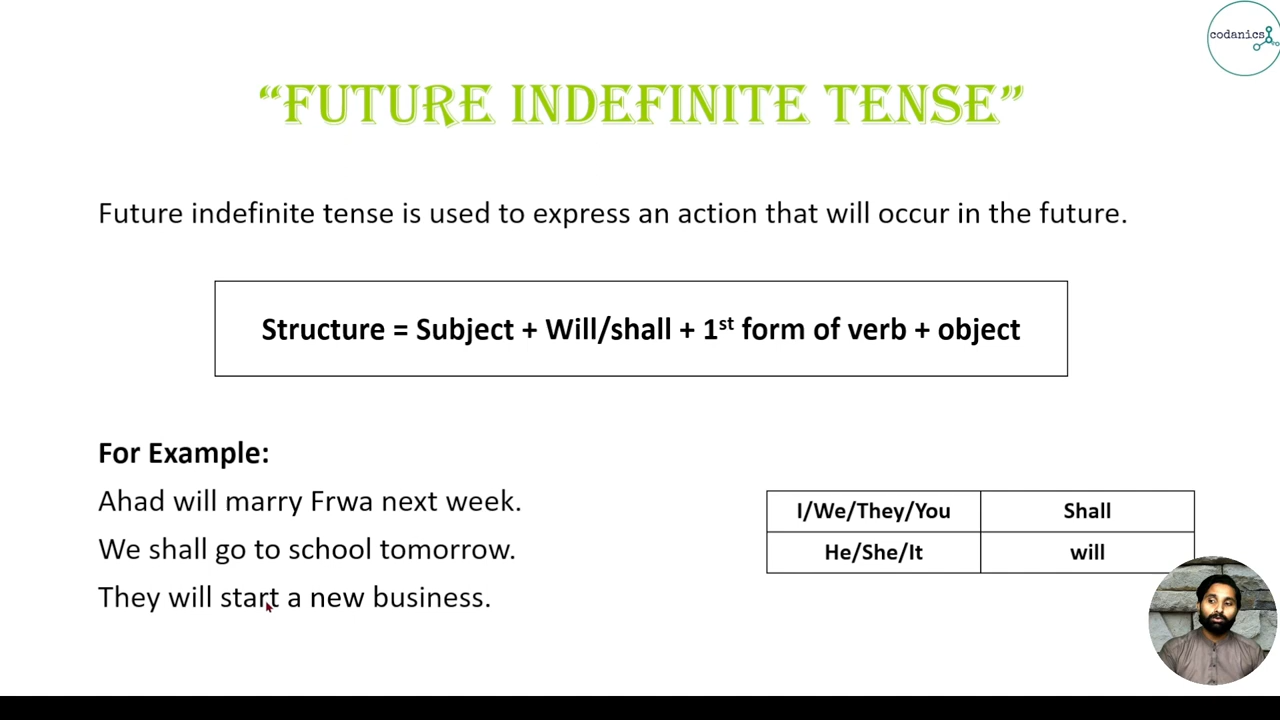 codanics
“FUTURE INDEFINITE TENSE”
Future indefinite tense is used to express an action that will occur in the future.
Structure = Subject + Will/shall + 1st form of verb + object
For Example:
Ahad will marry Frwa next week.
We shall go to school tomorrow.
They will start a new business.
I/We/They/You Shall
He/She/It will